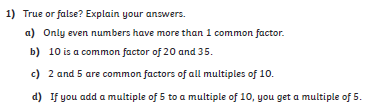 1) True or false? Explain your answers.
a) Only even numbers have more than 1 common factor.
b) 10 is a common factor of 20 and 35.
c) 2 and 5 are common factors of all multiples of 10.
d) If you add a multiple of 5 to a multiple of 10, you get a multiple of 5.